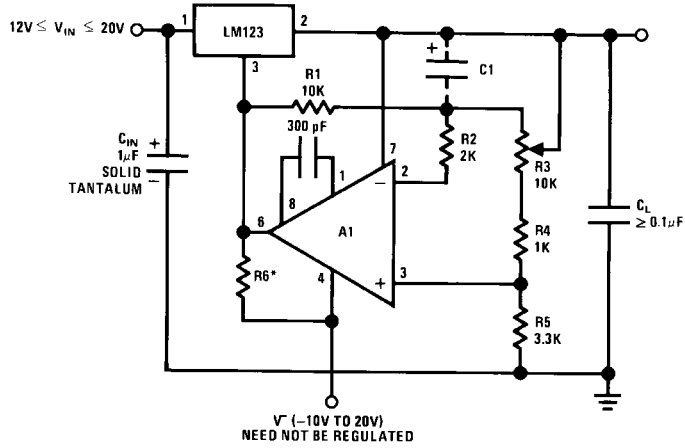 12V ≤ VIN ≤ 20V
1
LM123
2
3
R1
10K
C1
+
300 pF
R2
2K
R3
10K
7
CIN
1µF
SOLID
TANTALUM
+
−
1
8
2
−
6
A1
CL
≥ 0.1µF
R4
1K
R6*
4
+
3
R5
3.3K
V− (−10V TO 20V)
NEED NOT BE REGULATED